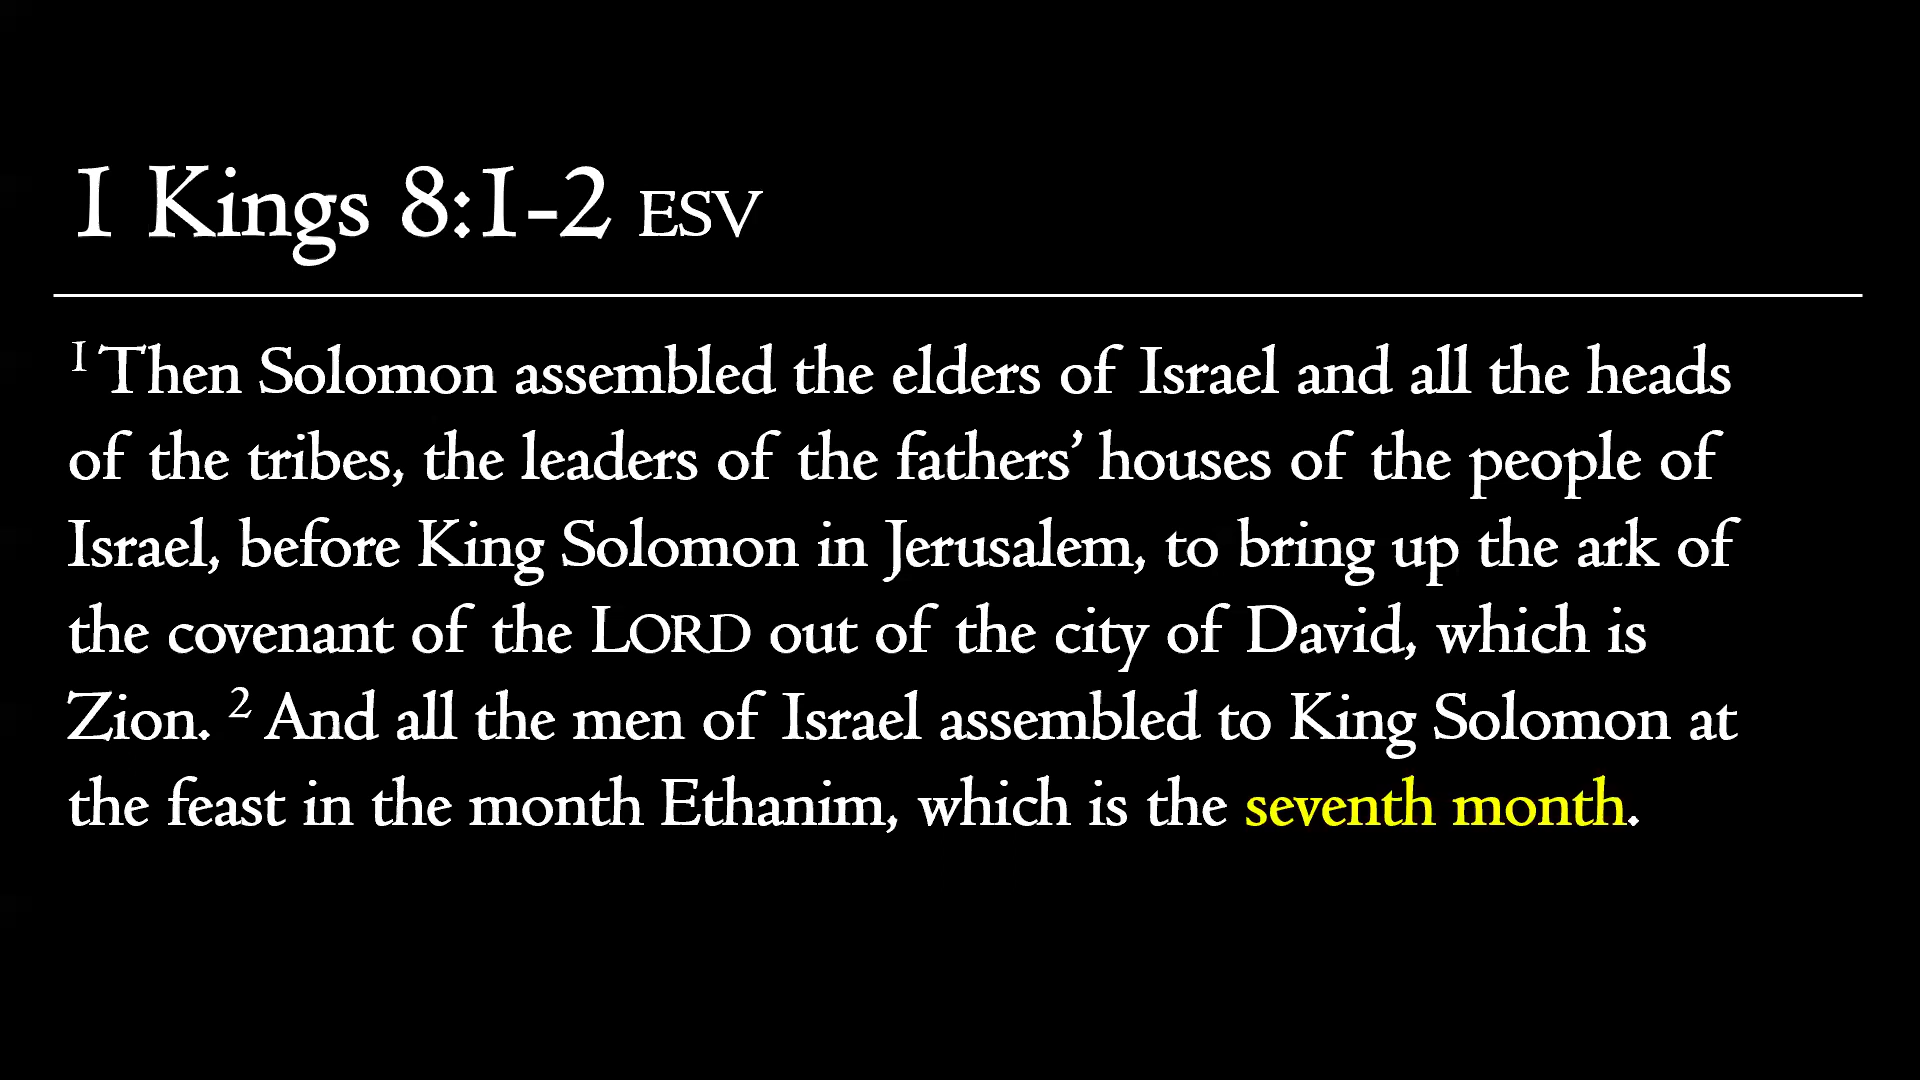 1 Kings 8:1-2 ESV
1 Then Solomon assembled the elders of Israel and all the heads
of the tribes, the leaders of the fathers’ houses of the people of
Israel, before King Solomon in Jerusalem, to bring up the ark of
the covenant of the LORD out of the city of David, which is
Zion. 2 And all the men of Israel assembled to King Solomon at
the feast in the month Ethanim, which is the seventh month.